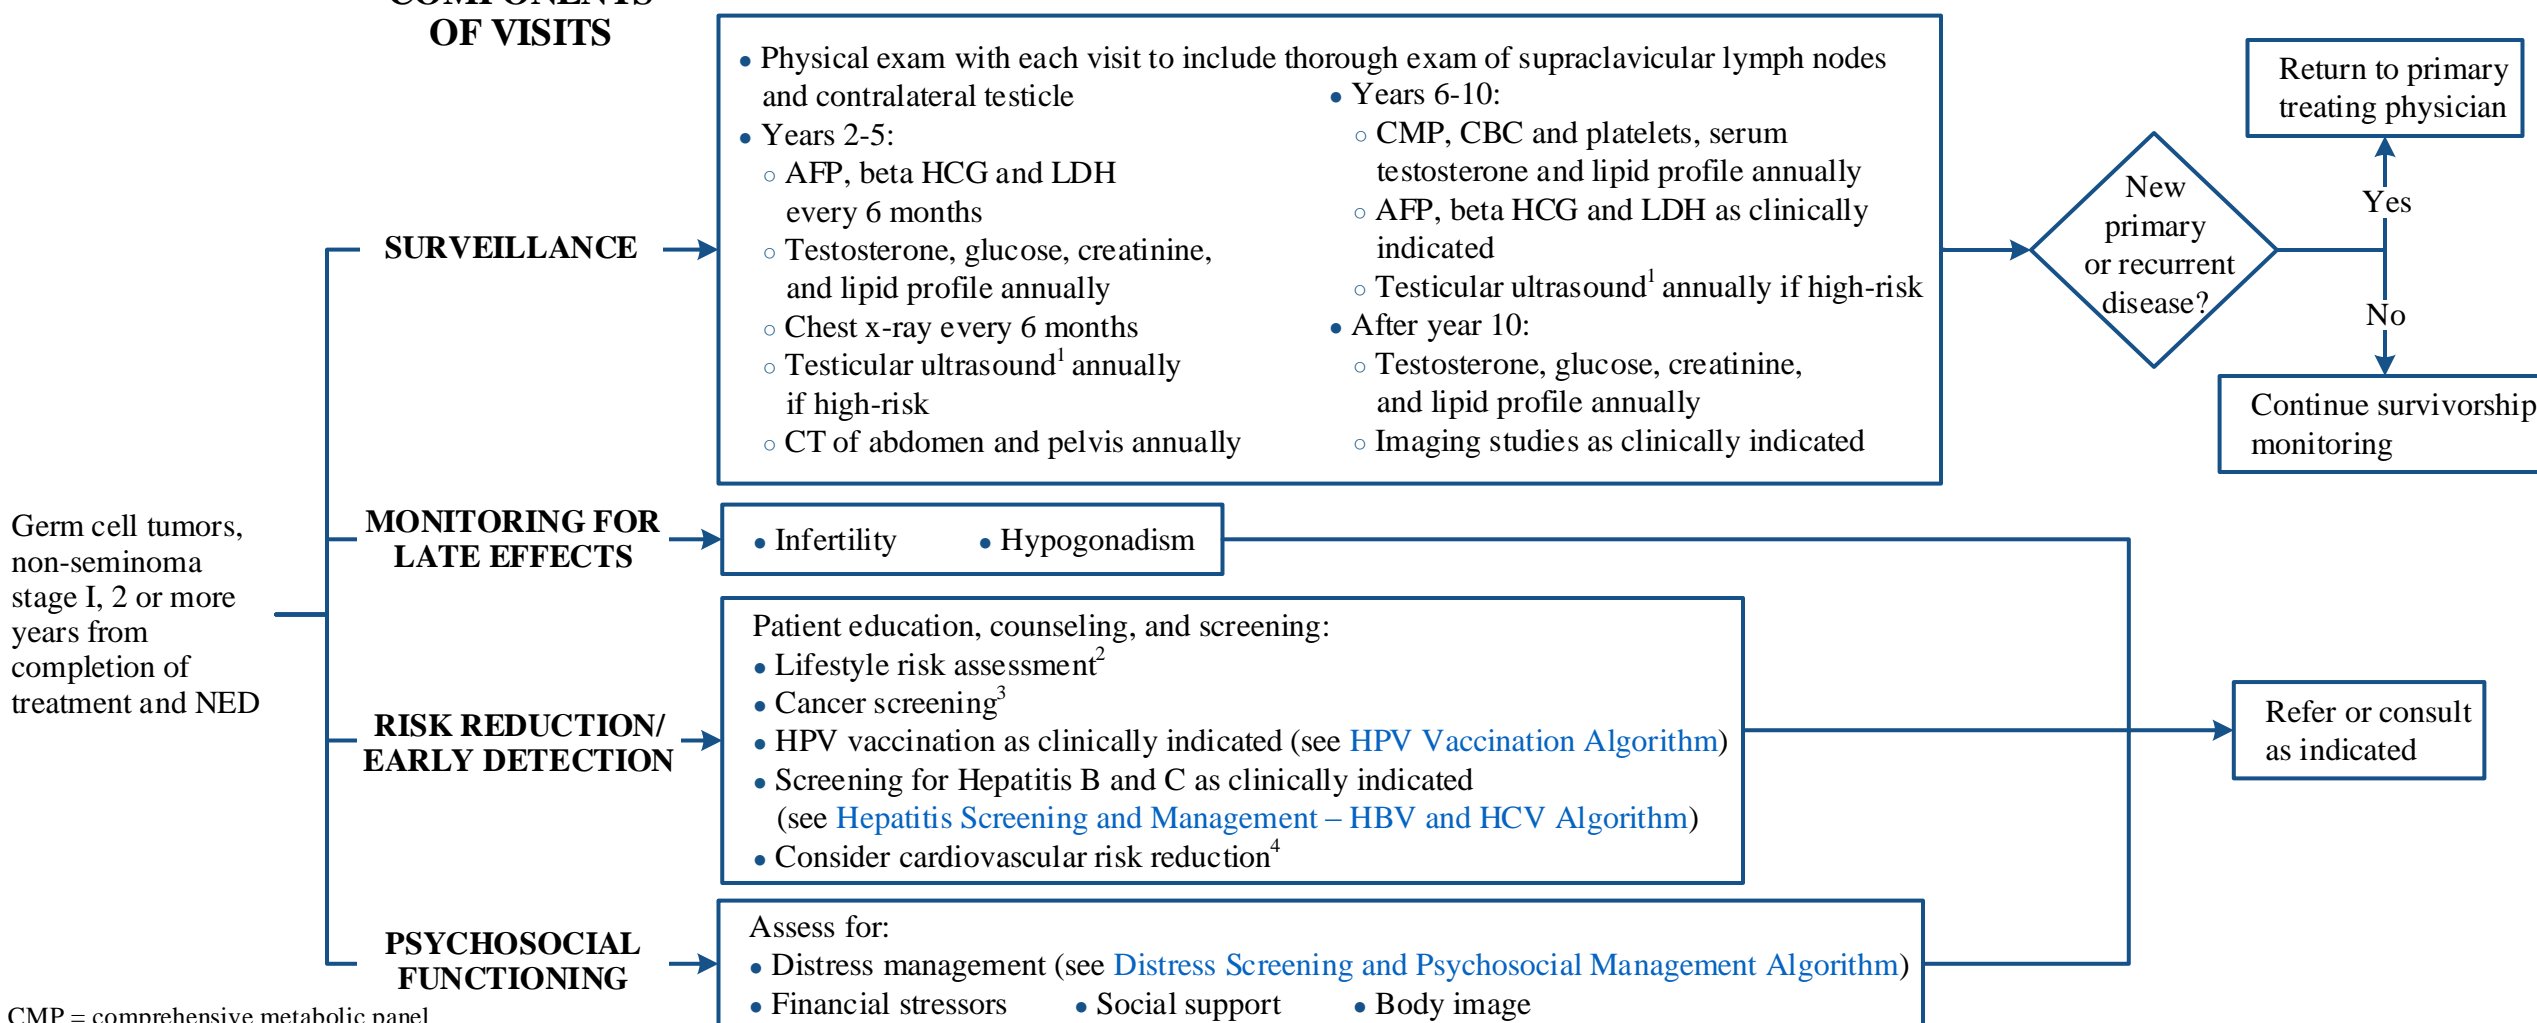 COMPONENTS
OF VISITS
• Physical exam with each visit to include thorough exam of supraclavicular lymph nodes
and contralateral testicle
• Years 2-5:
○ AFP, beta HCG and LDH
every 6 months
○ Testosterone, glucose, creatinine,
and lipid profile annually
○ Chest x-ray every 6 months
○ Testicular ultrasound1 annually
if high-risk
○ CT of abdomen and pelvis annually
• Years 6-10:
○ CMP, CBC and platelets, serum
testosterone and lipid profile annually
○ AFP, beta HCG and LDH as clinically
indicated
○ Testicular ultrasound1 annually if high-risk
• After year 10:
○ Testosterone, glucose, creatinine,
and lipid profile annually
○ Imaging studies as clinically indicated
SURVEILLANCE
New
primary
or recurrent
disease?
Return to primary
treating physician
Yes
No
Continue survivorship
monitoring
Germ cell tumors,
non-seminoma
stage I, 2 or more
years from
completion of
treatment and NED
MONITORING FOR
LATE EFFECTS
• Infertility
• Hypogonadism
RISK REDUCTION/
EARLY DETECTION
Patient education, counseling, and screening:
• Lifestyle risk assessment2
• Cancer screening3
• HPV vaccination as clinically indicated (see HPV Vaccination Algorithm)
• Screening for Hepatitis B and C as clinically indicated
(see Hepatitis Screening and Management – HBV and HCV Algorithm)
• Consider cardiovascular risk reduction4
Refer or consult
as indicated
PSYCHOSOCIAL
FUNCTIONING
Assess for:
• Distress management (see Distress Screening and Psychosocial Management Algorithm)
• Financial stressors
• Social support
• Body image
CMP = comprehensive metabolic panel